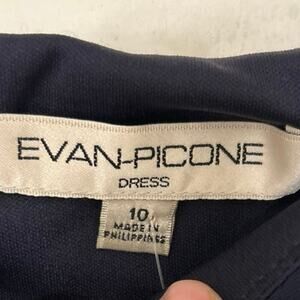 EVAN-PICONE
DRESS
10
MADE IN
PHILIPPINES